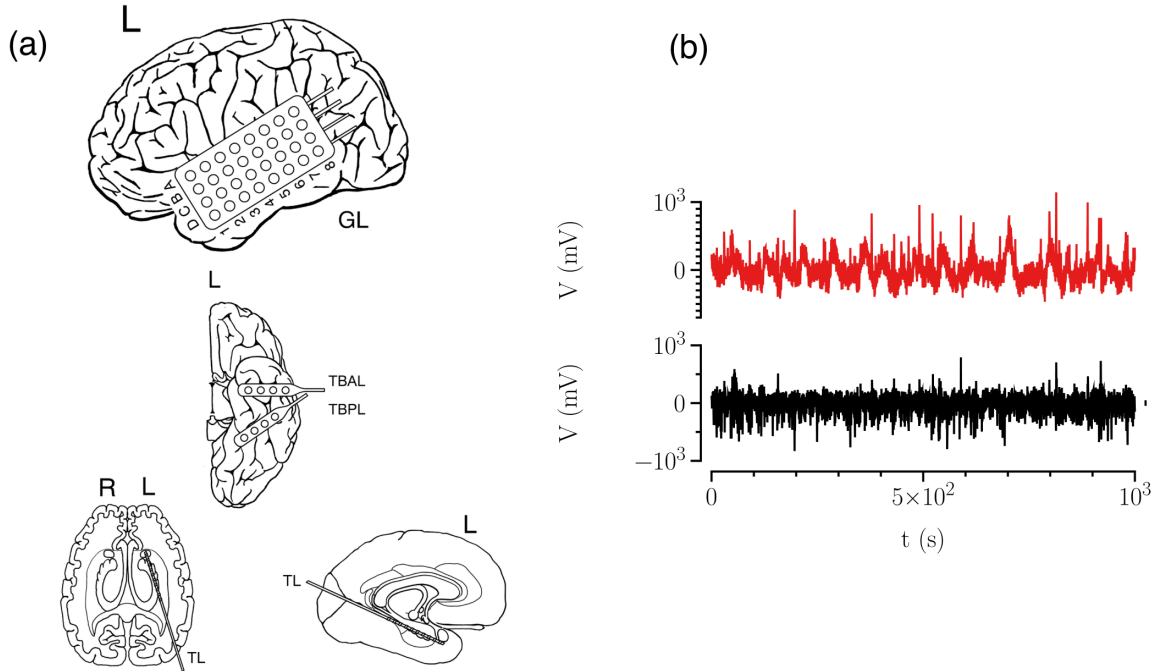 (a)
L
A
B
C
D
1 2 3 4 5 6 7 8
GL
L
TBAL
TBPL
R L
TL
L
TL
(b)
V (mV)
10³
0
V (mV)
10³
0
−10³
0 5×10² 10³
t (s)